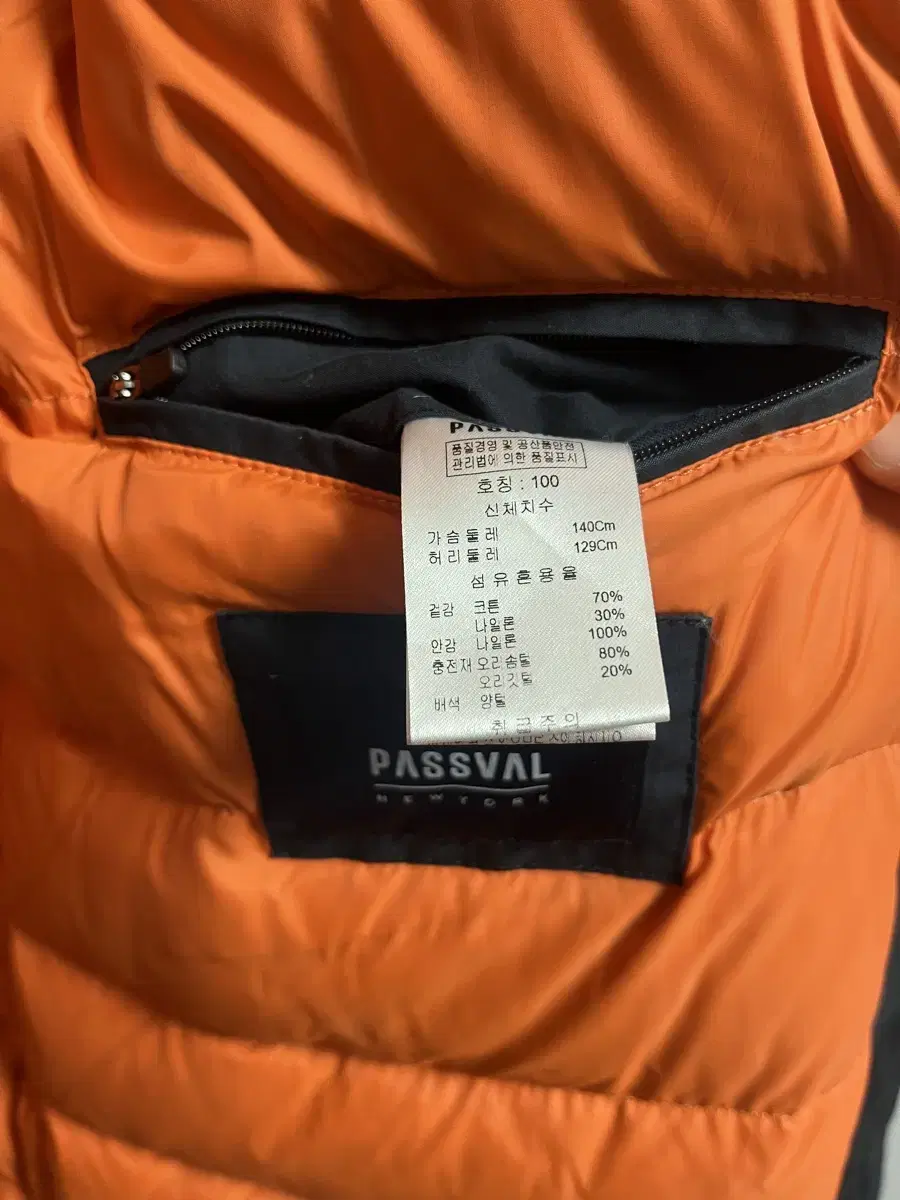 품질경영 및 공산품안전
관리법에 의한 품질표시
호칭 : 100
신체치수
가슴둘레 140Cm
허리둘레 129Cm
섬유혼용율
겉감 코튼 70%
나일론 30%
안감 나일론 100%
충전재 오리솜털 80%
오리깃털 20%
배색 양털
취급주의
PASSVAL
NEWYORK